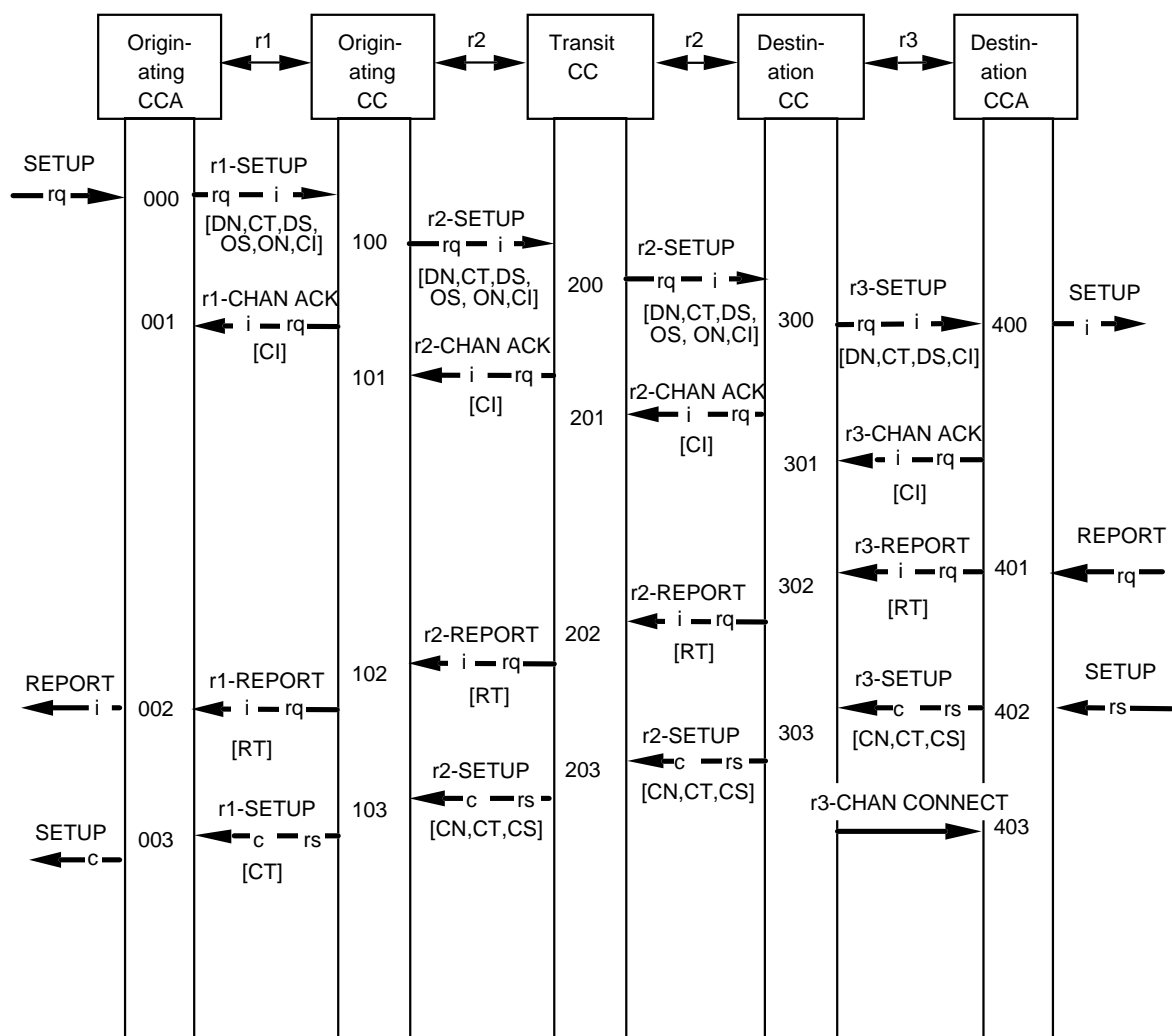 Origin-
ating
CCA
r1
Origin-
ating
CC
r2
Transit
CC
r2
Destin-
ation
CC
r3
Destin-
ation
CCA
SETUP
rq
000
r1-SETUP
rq i
[DN,CT,DS,
OS,ON,CI]
100
r2-SETUP
rq i
[DN,CT,DS,
OS, ON,CI]
200
r2-SETUP
rq i
[DN,CT,DS,
OS, ON,CI]
300
r3-SETUP
rq i
[DN,CT,DS,CI]
400
SETUP
i
001
r1-CHAN ACK
i rq
[CI]
101
r2-CHAN ACK
i rq
[CI]
201
r2-CHAN ACK
i rq
[CI]
301
r3-CHAN ACK
i rq
[CI]
REPORT
rq
401
r3-REPORT
i rq
[RT]
302
r2-REPORT
i rq
[RT]
202
r2-REPORT
i rq
[RT]
102
r1-REPORT
i rq
[RT]
002
REPORT
i
SETUP
rs
402
r3-SETUP
c rs
[CN,CT,CS]
303
r2-SETUP
c rs
[CN,CT,CS]
203
r2-SETUP
c rs
[CN,CT,CS]
103
r1-SETUP
c rs
[CT]
003
SETUP
c
r3-CHAN CONNECT
403